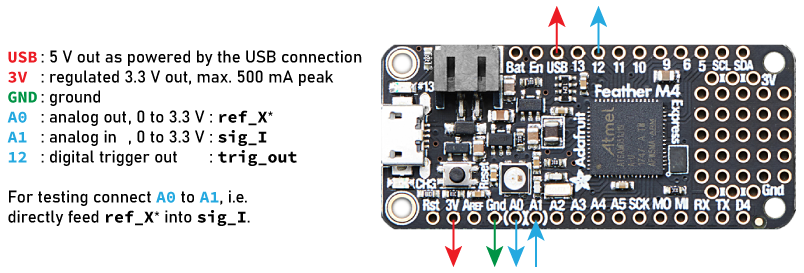 USB: 5 V out as powered by the USB connection
3V : regulated 3.3 V out, max. 500 mA peak
GND: ground
A0 : analog out, 0 to 3.3 V : ref_X*
A1 : analog in , 0 to 3.3 V : sig_I
12 : digital trigger out : trig_out
For testing connect A0 to A1, i.e.
directly feed ref_X* into sig_I.
Bat En USB 13 12 11 10 9 6 5 SCL SDA
3V
#13
Feather M4
Express
Adafruit
Atmel
CH3
Reset
Gnd
Rst 3V AREF Gnd A0 A1 A2 A3 A4 A5 SCK MO MI RX TX D4